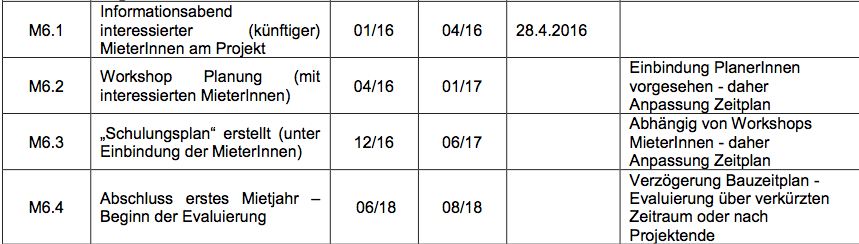 M6.1 Informationsabend interessierter (künftiger) MieterInnen am Projekt 01/16 04/16 28.4.2016
M6.2 Workshop Planung (mit interessierten MieterInnen) 04/16 01/17 Einbindung PlanerInnen vorgesehen - daher Anpassung Zeitplan
M6.3 „Schulungsplan“ erstellt (unter Einbindung der MieterInnen) 12/16 06/17 Abhängig von Workshops MieterInnen - daher Anpassung Zeitplan
M6.4 Abschluss erstes Mietjahr – Beginn der Evaluierung 06/18 08/18 Verzögerung Bauzeitplan - Evaluierung über verkürzten Zeitraum oder nach Projektende